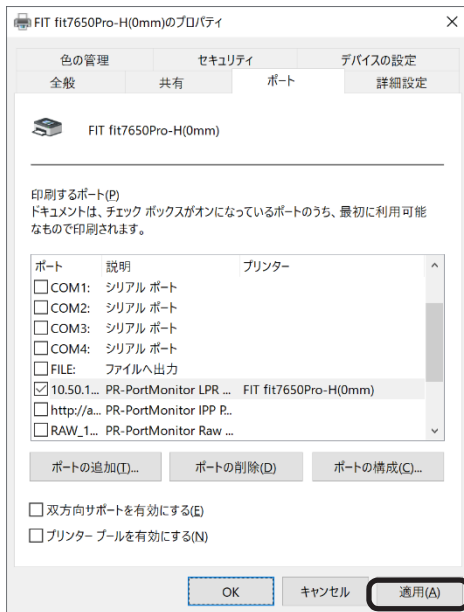 FIT fit7650Pro-H(0mm)のプロパティ
色の管理 セキュリティ デバイスの設定
全般 共有 ポート 詳細設定
FIT fit7650Pro-H(0mm)
印刷するポート(P)
ドキュメントは、チェック ボックスがオンになっているポートのうち、最初に利用可能
なもので印刷されます。
ポート 説明 プリンター
COM1: シリアル ポート
COM2: シリアル ポート
COM3: シリアル ポート
COM4: シリアル ポート
FILE: ファイルへ出力
10.50.1... PR-PortMonitor LPR ... FIT fit7650Pro-H(0mm)
http://a... PR-PortMonitor IPP P...
RAW_1... PR-PortMonitor Raw ...
ポートの追加(T)... ポートの削除(D) ポートの構成(C)...
双方向サポートを有効にする(E)
プリンター プールを有効にする(N)
OK キャンセル 適用(A)